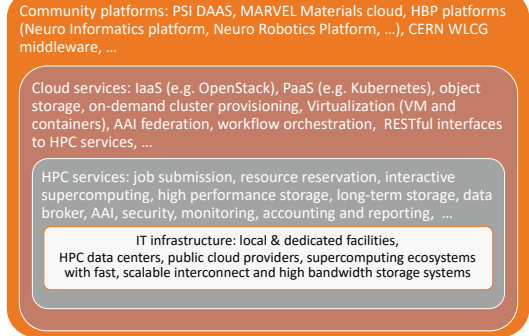 Community platforms: PSI DAAS, MARVEL Materials cloud, HBP platforms
(Neuro Informatics platform, Neuro Robotics Platform, …), CERN WLCG
middleware, …
Cloud services: IaaS (e.g. OpenStack), PaaS (e.g. Kubernetes), object
storage, on-demand cluster provisioning, Virtualization (VM and
containers), AAI federation, workflow orchestration, RESTful interfaces
to HPC services, …
HPC services: job submission, resource reservation, interactive
supercomputing, high performance storage, long-term storage, data
broker, AAI, security, monitoring, accounting and reporting, …
IT infrastructure: local & dedicated facilities,
HPC data centers, public cloud providers, supercomputing ecosystems
with fast, scalable interconnect and high bandwidth storage systems